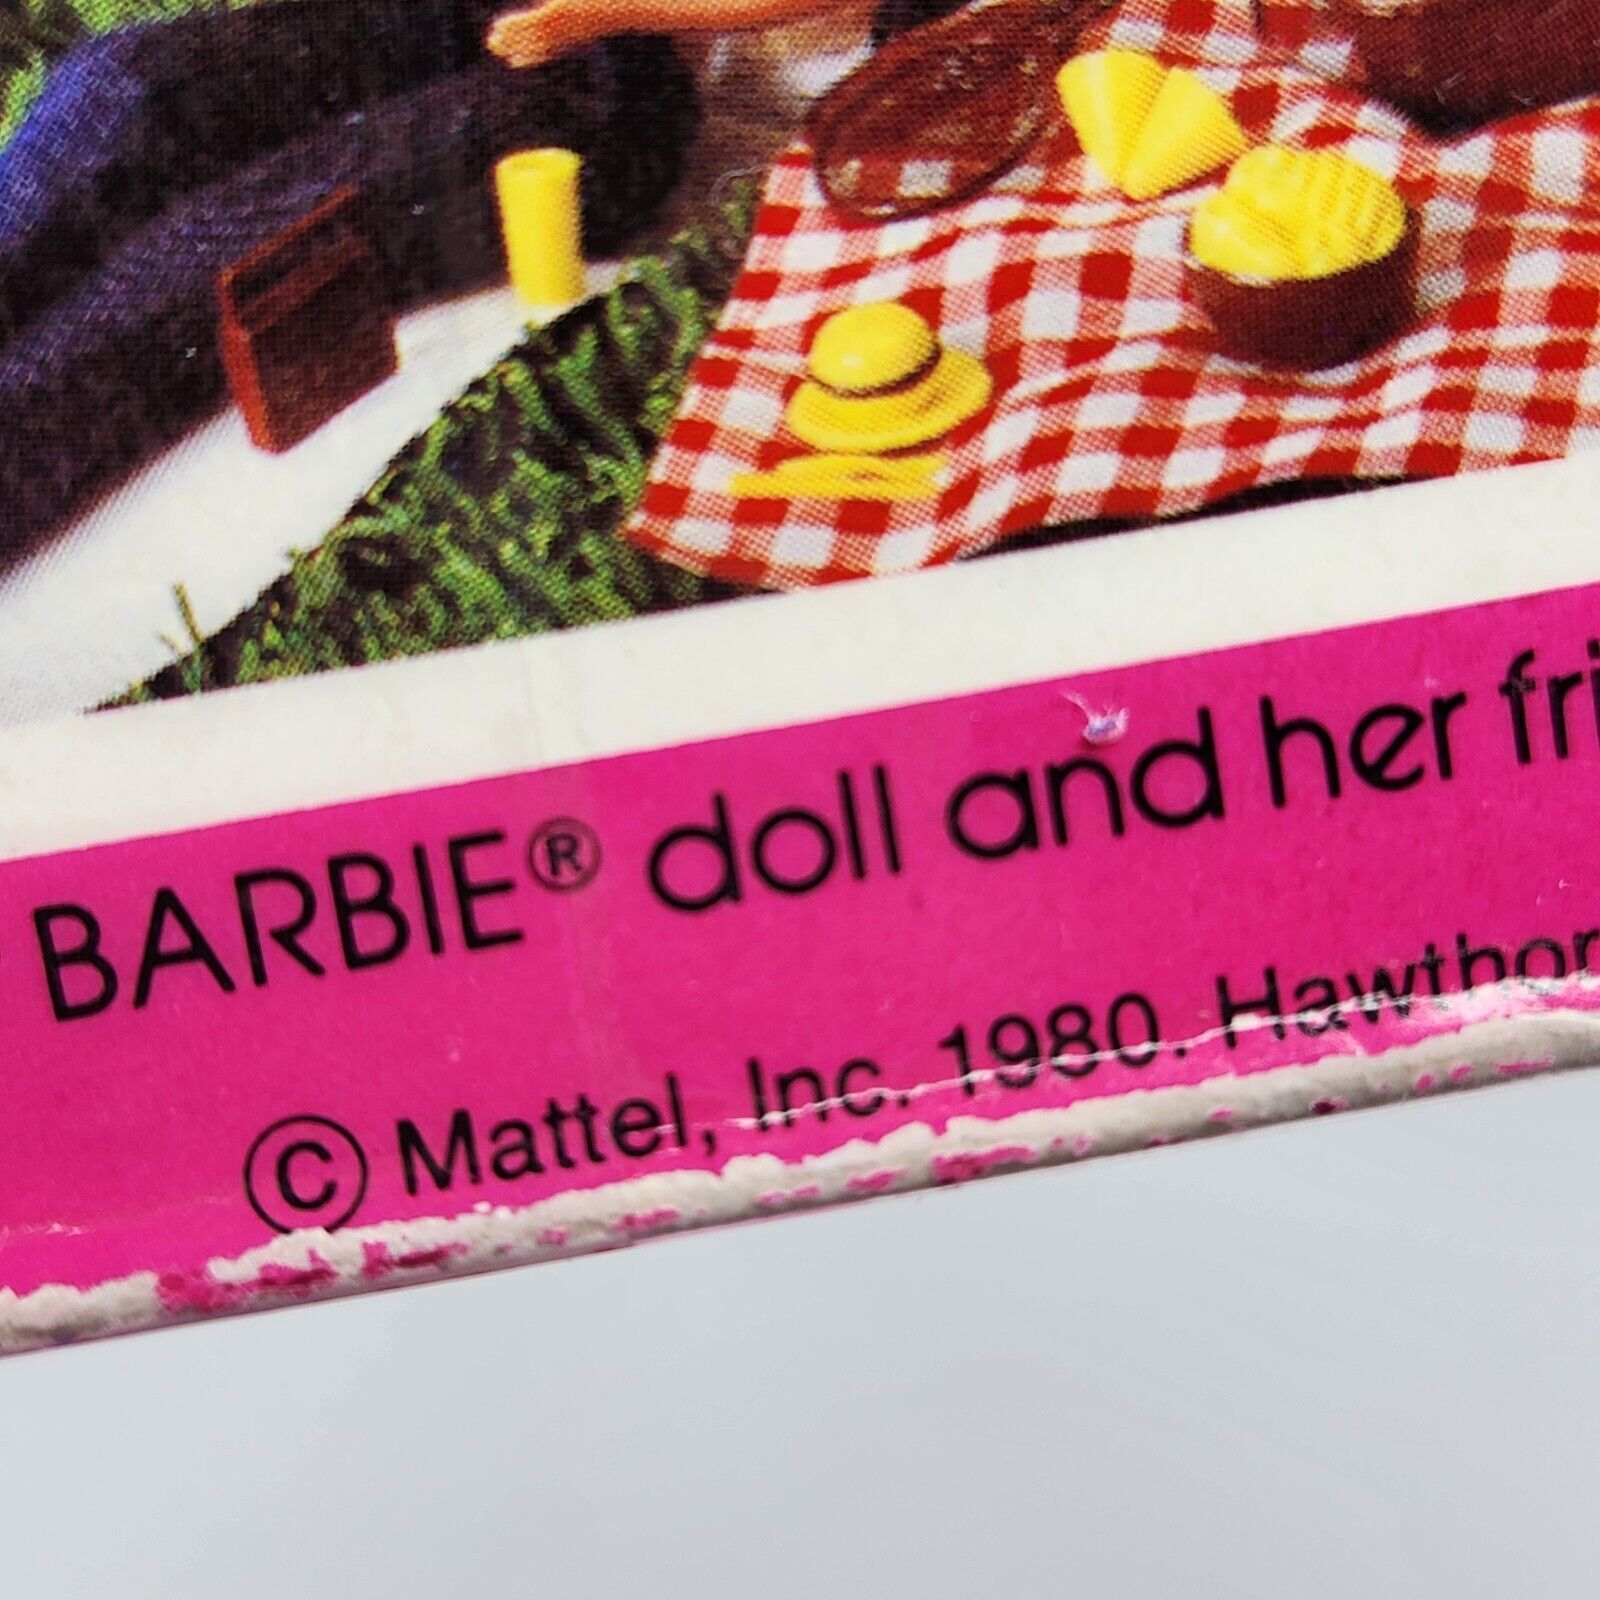 BARBIE® doll and her fri
© Mattel, Inc. 1980. Hawthor